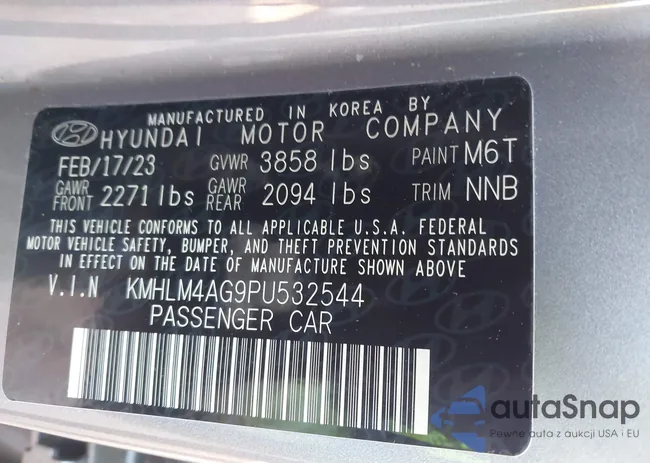 MANUFACTURED IN KOREA BY
HYUNDAI MOTOR COMPANY
FEB/17/23 GVWR 3858 lbs PAINT M6T
GAWR FRONT 2271 lbs GAWR REAR 2094 lbs TRIM NNB
THIS VEHICLE CONFORMS TO ALL APPLICABLE U.S.A. FEDERAL
MOTOR VEHICLE SAFETY, BUMPER, AND THEFT PREVENTION STANDARDS
IN EFFECT ON THE DATE OF MANUFACTURE SHOWN ABOVE
V.I.N KMHLM4AG9PU532544
PASSENGER CAR
autaSnap
Pewne auta z aukcji USA i EU